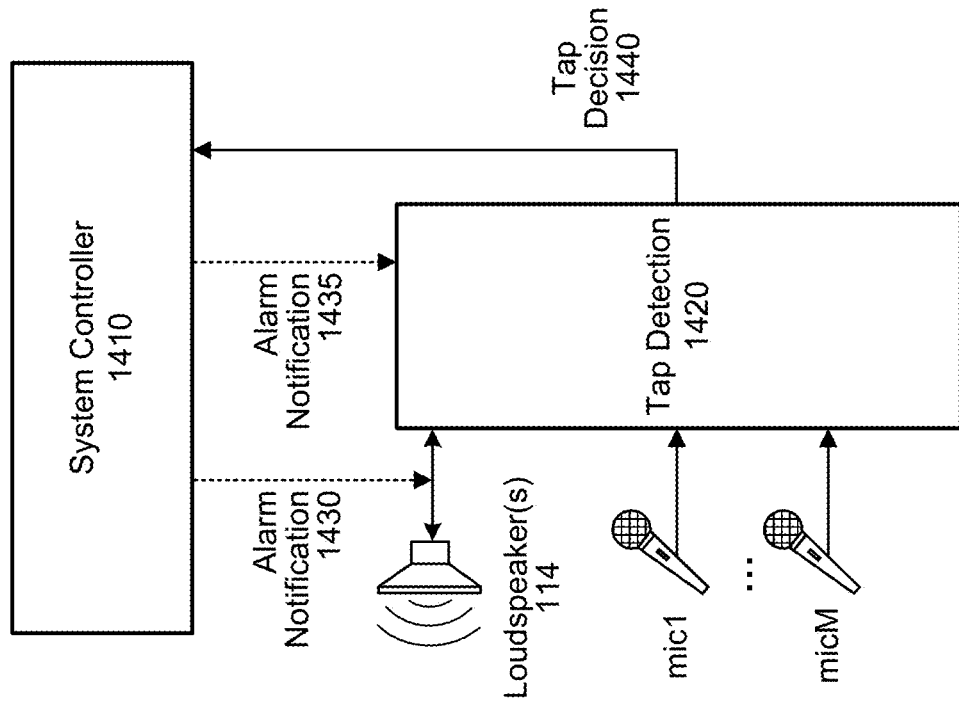 System Controller
1410
Alarm
Notification
1430
Alarm
Notification
1435
Tap
Decision
1440
Loudspeaker(s)
114
Tap Detection
1420
mic1
...
micM